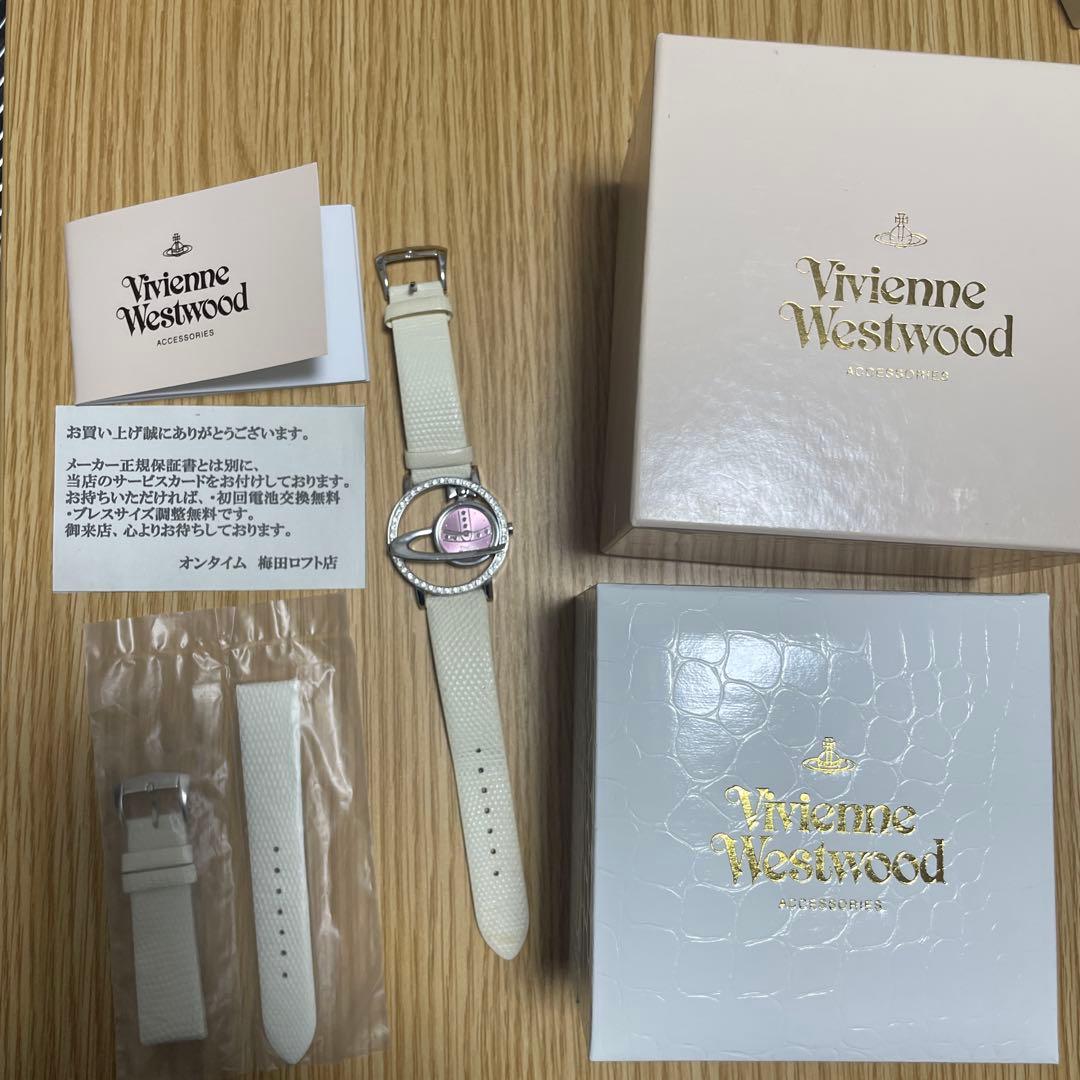 Vivienne
Westwood
ACCESSORIES
お買い上げ誠にありがとうございます。
メーカー正規保証書とは別に、
当店のサービスカードをお付けしております。
お持ちいただければ、・初回電池交換無料
・ブレスサイズ調整無料です。
御来店、心よりお待ちしております。
オンタイム 梅田ロフト店
Vivienne
Westwood
ACCESSORIES
Vivienne
Westwood
ACCESSORIES